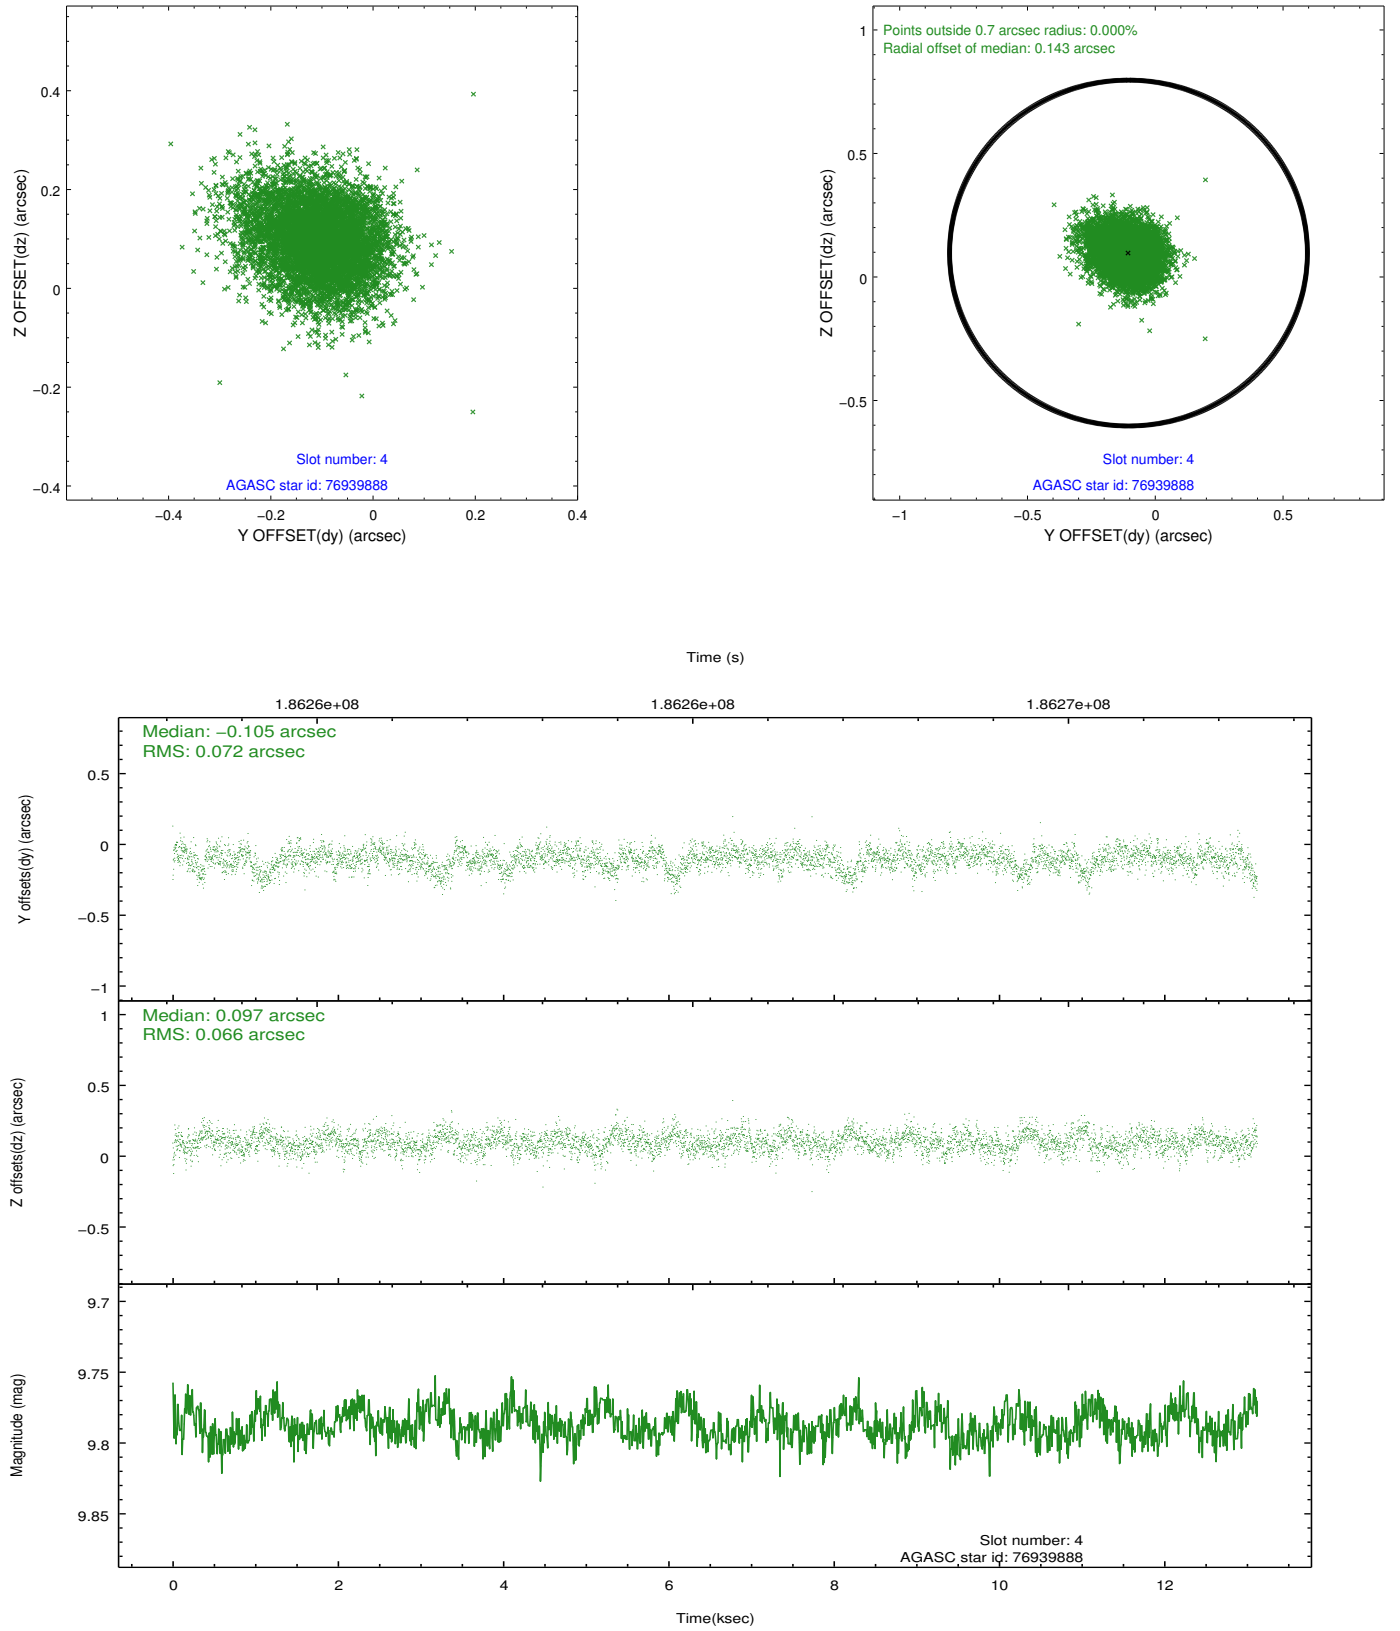 0.4
0.2
0
−0.2
−0.4
Z OFFSET(dz) (arcsec)
Slot number: 4
AGASC star id: 76939888
−0.4
−0.2
0
0.2
0.4
Y OFFSET(dy) (arcsec)
Points outside 0.7 arcsec radius: 0.000%
Radial offset of median: 0.143 arcsec
1
0.5
0
−0.5
Z OFFSET(dz) (arcsec)
Slot number: 4
AGASC star id: 76939888
−1
−0.5
0
0.5
Y OFFSET(dy) (arcsec)
Time (s)
1.8626e+08
1.8626e+08
1.8627e+08
Median: −0.105 arcsec
RMS: 0.072 arcsec
0.5
0
−0.5
−1
Y offsets(dy) (arcsec)
Median: 0.097 arcsec
RMS: 0.066 arcsec
1
0.5
0
−0.5
Z offsets(dz) (arcsec)
9.7
9.75
9.8
9.85
Magnitude (mag)
Slot number: 4
AGASC star id: 76939888
0
2
4
6
8
10
12
Time(ksec)